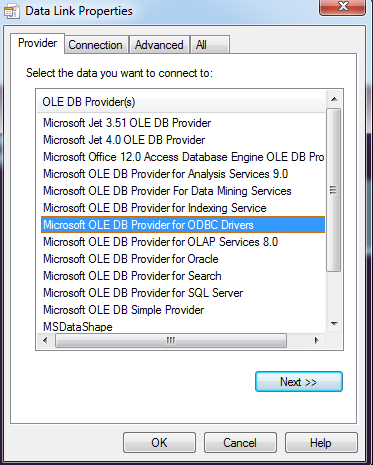 Data Link Properties
Provider Connection Advanced All
Select the data you want to connect to:
OLE DB Provider(s)
Microsoft Jet 3.51 OLE DB Provider
Microsoft Jet 4.0 OLE DB Provider
Microsoft Office 12.0 Access Database Engine OLE DB Pro
Microsoft OLE DB Provider for Analysis Services 9.0
Microsoft OLE DB Provider For Data Mining Services
Microsoft OLE DB Provider for Indexing Service
Microsoft OLE DB Provider for ODBC Drivers
Microsoft OLE DB Provider for OLAP Services 8.0
Microsoft OLE DB Provider for Oracle
Microsoft OLE DB Provider for Search
Microsoft OLE DB Provider for SQL Server
Microsoft OLE DB Simple Provider
MSDataShape
Next >>
OK Cancel Help